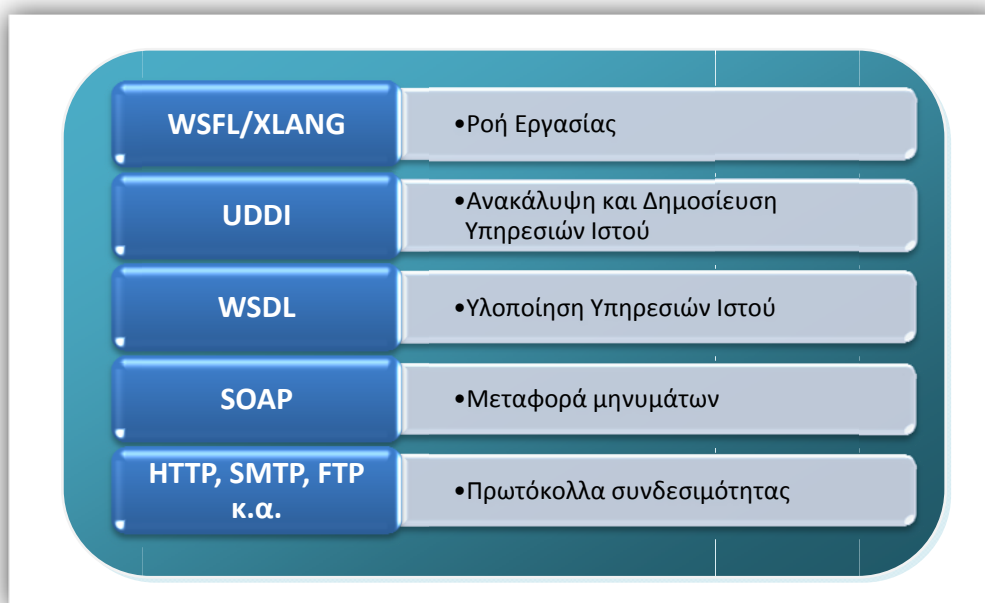 WSFL/XLANG
•Ροή Εργασίας
UDDI
•Ανακάλυψη και Δημοσίευση
Υπηρεσιών Ιστού
WSDL
•Υλοποίηση Υπηρεσιών Ιστού
SOAP
•Μεταφορά μηνυμάτων
HTTP, SMTP, FTP
κ.α.
•Πρωτόκολλα συνδεσιμότητας